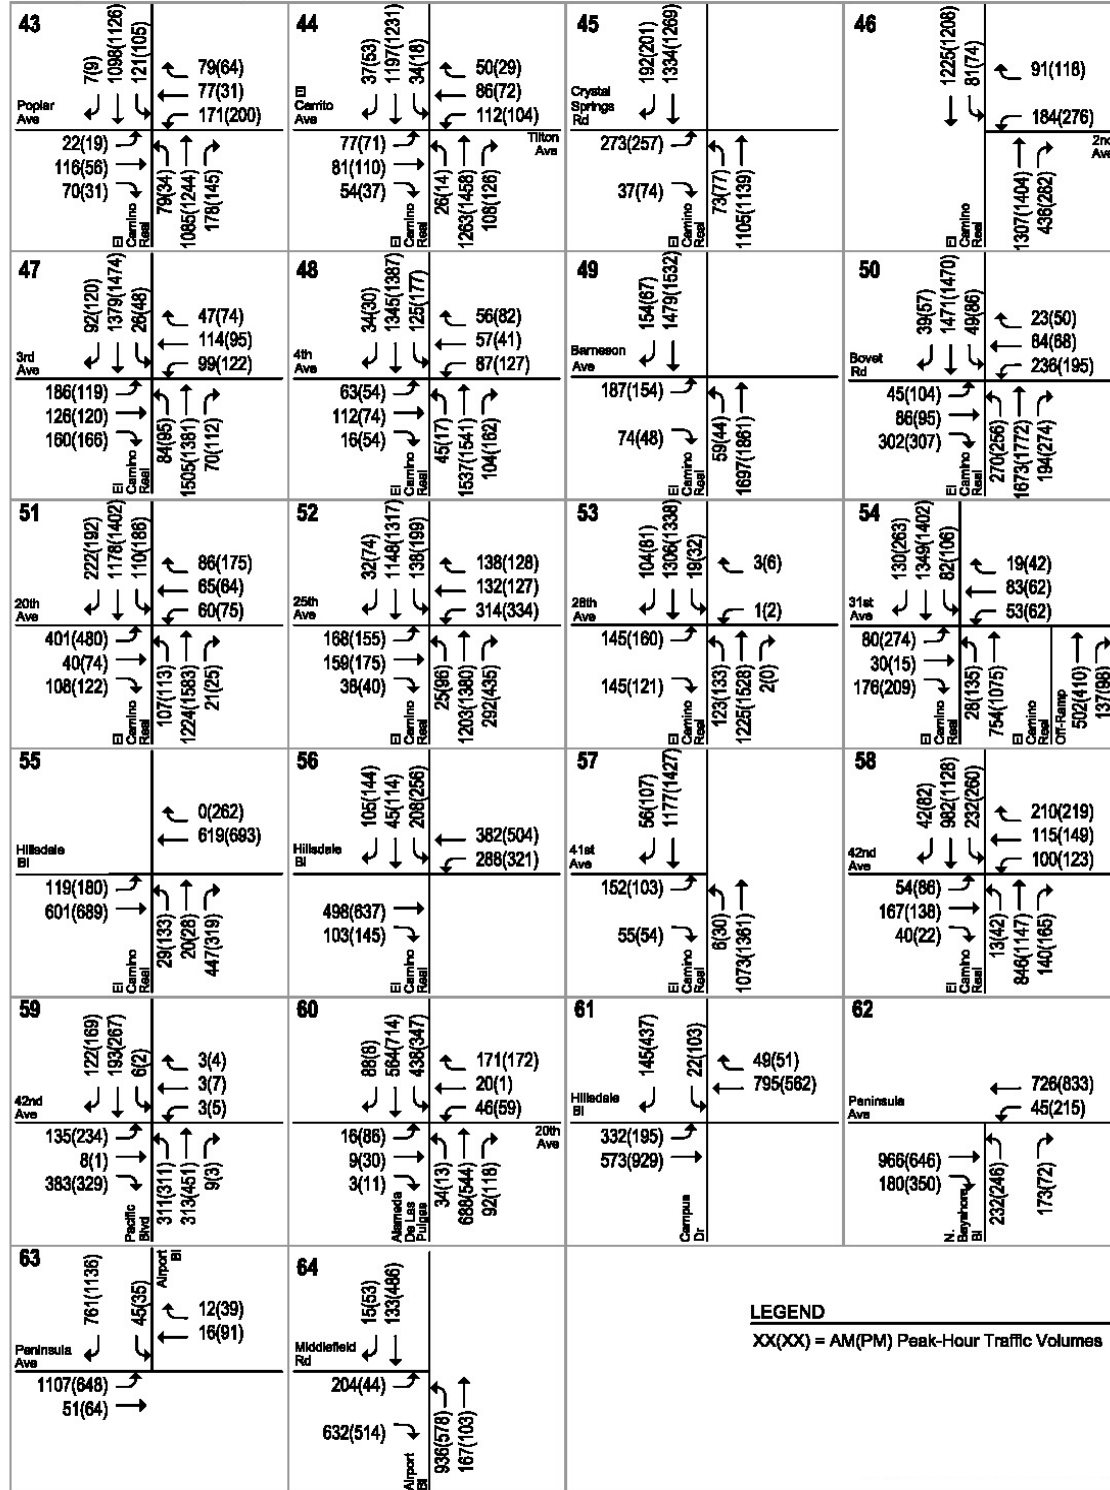 43
7(9)
1098(1126)
121(105)
79(64)
77(31)
171(200)
Poplar
Ave
22(19)
116(56)
70(31)
El
Camino
Real
79(34)
1085(1244)
178(145)
44
37(53)
1197(1231)
34(18)
50(29)
86(72)
112(104)
El
Cerrito
Ave
Tilton
Ave
77(71)
81(110)
54(37)
El
Camino
Real
26(14)
1263(1458)
108(126)
45
192(201)
1334(1269)
Crystal
Springs
Rd
273(257)
37(74)
El
Camino
Real
73(77)
1105(1139)
46
1225(1208)
81(74)
91(118)
184(276)
2nd
Ave
El
Camino
Real
1307(1404)
436(282)
47
92(120)
1379(1474)
26(48)
47(74)
114(95)
99(122)
3rd
Ave
186(119)
126(120)
160(166)
El
Camino
Real
84(95)
1505(1381)
70(112)
48
34(30)
1345(1387)
125(177)
56(82)
57(41)
87(127)
4th
Ave
63(54)
112(74)
16(54)
El
Camino
Real
45(17)
1537(1541)
104(162)
49
154(67)
1479(1532)
Barneson
Ave
187(154)
74(48)
El
Camino
Real
59(44)
1697(1861)
50
39(57)
1471(1470)
49(86)
23(50)
64(68)
236(195)
Bovet
Rd
45(104)
86(95)
302(307)
El
Camino
Real
270(256)
1673(1772)
194(274)
51
222(192)
1178(1402)
110(186)
86(175)
65(64)
60(75)
20th
Ave
401(480)
40(74)
108(122)
El
Camino
Real
107(113)
1224(1583)
21(25)
52
32(74)
1148(1317)
138(199)
138(128)
132(127)
314(334)
25th
Ave
168(155)
159(175)
38(40)
El
Camino
Real
25(96)
1203(1380)
292(435)
53
104(81)
1306(1338)
19(32)
3(6)
1(2)
28th
Ave
145(160)
145(121)
El
Camino
Real
123(133)
1225(1528)
2(0)
54
130(263)
1349(1402)
82(106)
19(42)
83(62)
53(62)
31st
Ave
80(274)
30(15)
176(209)
El
Camino
Real
28(135)
754(1075)
El
Camino
Real
Off-Ramp
502(410)
137(98)
55
0(262)
619(693)
Hillsdale
Bl
119(180)
601(689)
El
Camino
Real
29(133)
20(28)
447(319)
56
105(144)
45(114)
208(256)
382(504)
288(321)
Hillsdale
Bl
498(637)
103(145)
El
Camino
Real
57
56(107)
1177(1427)
41st
Ave
152(103)
55(54)
El
Camino
Real
6(30)
1073(1361)
58
42(82)
982(1128)
232(260)
210(219)
115(149)
100(123)
42nd
Ave
54(86)
167(138)
40(22)
El
Camino
Real
13(42)
846(1147)
140(165)
59
122(169)
193(267)
6(2)
3(4)
3(7)
3(5)
42nd
Ave
135(234)
8(1)
383(329)
Pacific
Blvd
311(311)
313(451)
9(3)
60
88(8)
564(714)
438(347)
171(172)
20(1)
46(59)
20th
Ave
16(86)
9(30)
3(11)
Alameda
De Las
Pulgas
34(13)
688(544)
92(118)
61
145(437)
22(103)
49(51)
795(562)
Hillsdale
Bl
332(195)
573(929)
Campus
Dr
62
726(833)
45(215)
Peninsula
Ave
966(646)
180(350)
N.
Bayshore
Bl
232(246)
173(72)
63
761(1136)
45(35)
Airport
Bl
12(39)
16(91)
Peninsula
Ave
1107(648)
51(64)
64
15(53)
133(486)
Middlefield
Rd
204(44)
632(514)
Airport
Bl
936(578)
167(103)
LEGEND
XX(XX) = AM(PM) Peak-Hour Traffic Volumes